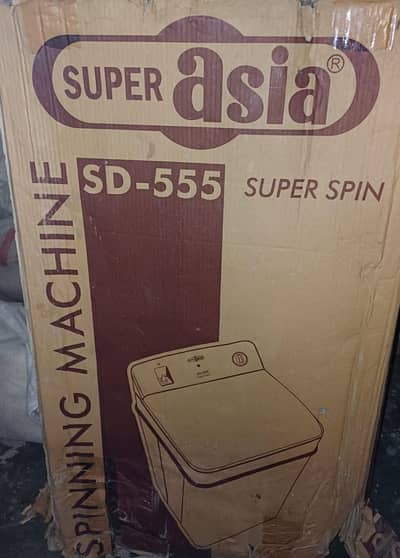 SUPER asia®
SD-555 SUPER SPIN
SPINNING MACHINE